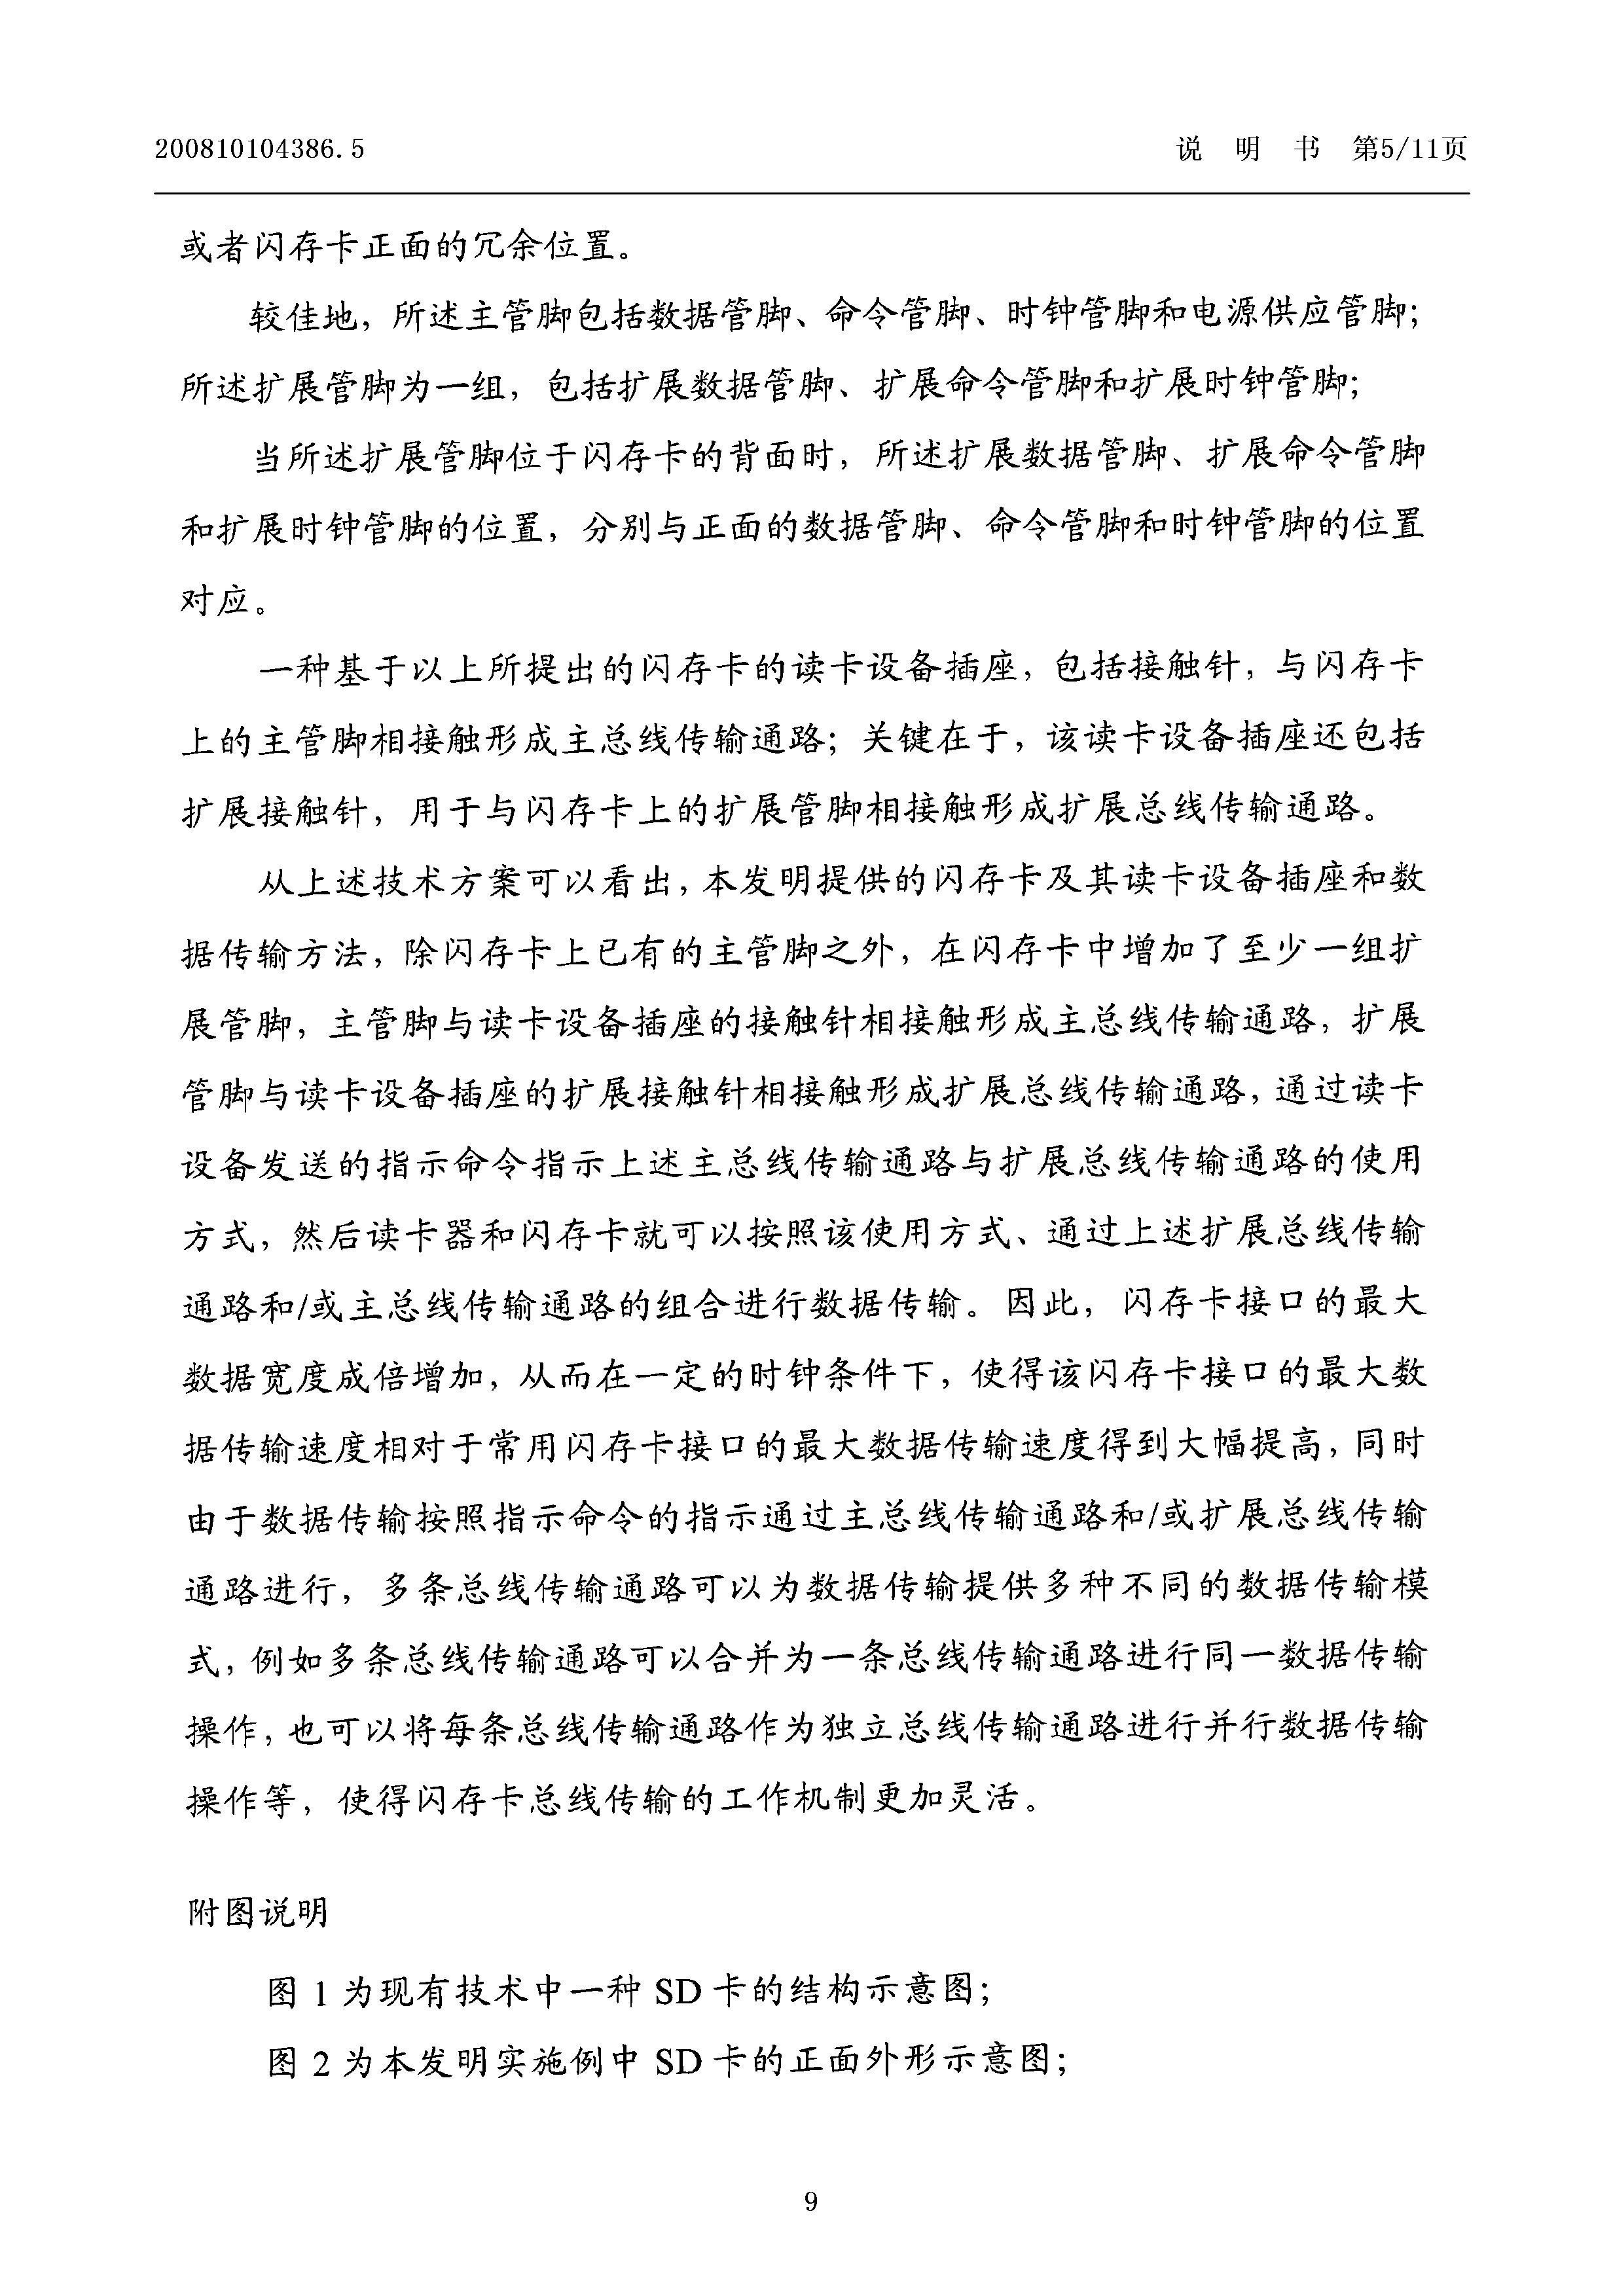 200810104386.5 说 明 书 第5/11页
或者闪存卡正面的冗余位置。
较佳地，所述主管脚包括数据管脚、命令管脚、时钟管脚和电源供应管脚；
所述扩展管脚为一组，包括扩展数据管脚、扩展命令管脚和扩展时钟管脚；
当所述扩展管脚位于闪存卡的背面时，所述扩展数据管脚、扩展命令管脚
和扩展时钟管脚的位置，分别与正面的数据管脚、命令管脚和时钟管脚的位置
对应。
一种基于以上所提出的闪存卡的读卡设备插座，包括接触针，与闪存卡
上的主管脚相接触形成主总线传输通路；关键在于，该读卡设备插座还包括
扩展接触针，用于与闪存卡上的扩展管脚相接触形成扩展总线传输通路。
从上述技术方案可以看出，本发明提供的闪存卡及其读卡设备插座和数
据传输方法，除闪存卡上已有的主管脚之外，在闪存卡中增加了至少一组扩
展管脚，主管脚与读卡设备插座的接触针相接触形成主总线传输通路，扩展
管脚与读卡设备插座的扩展接触针相接触形成扩展总线传输通路，通过读卡
设备发送的指示命令指示上述主总线传输通路与扩展总线传输通路的使用
方式，然后读卡器和闪存卡就可以按照该使用方式、通过上述扩展总线传输
通路和/或主总线传输通路的组合进行数据传输。因此，闪存卡接口的最大
数据宽度成倍增加，从而在一定的时钟条件下，使得该闪存卡接口的最大数
据传输速度相对于常用闪存卡接口的最大数据传输速度得到大幅提高，同时
由于数据传输按照指示命令的指示通过主总线传输通路和/或扩展总线传输
通路进行，多条总线传输通路可以为数据传输提供多种不同的数据传输模
式，例如多条总线传输通路可以合并为一条总线传输通路进行同一数据传输
操作，也可以将每条总线传输通路作为独立总线传输通路进行并行数据传输
操作等，使得闪存卡总线传输的工作机制更加灵活。
附图说明
图 1 为现有技术中一种 SD 卡的结构示意图；
图 2 为本发明实施例中 SD 卡的正面外形示意图；
9